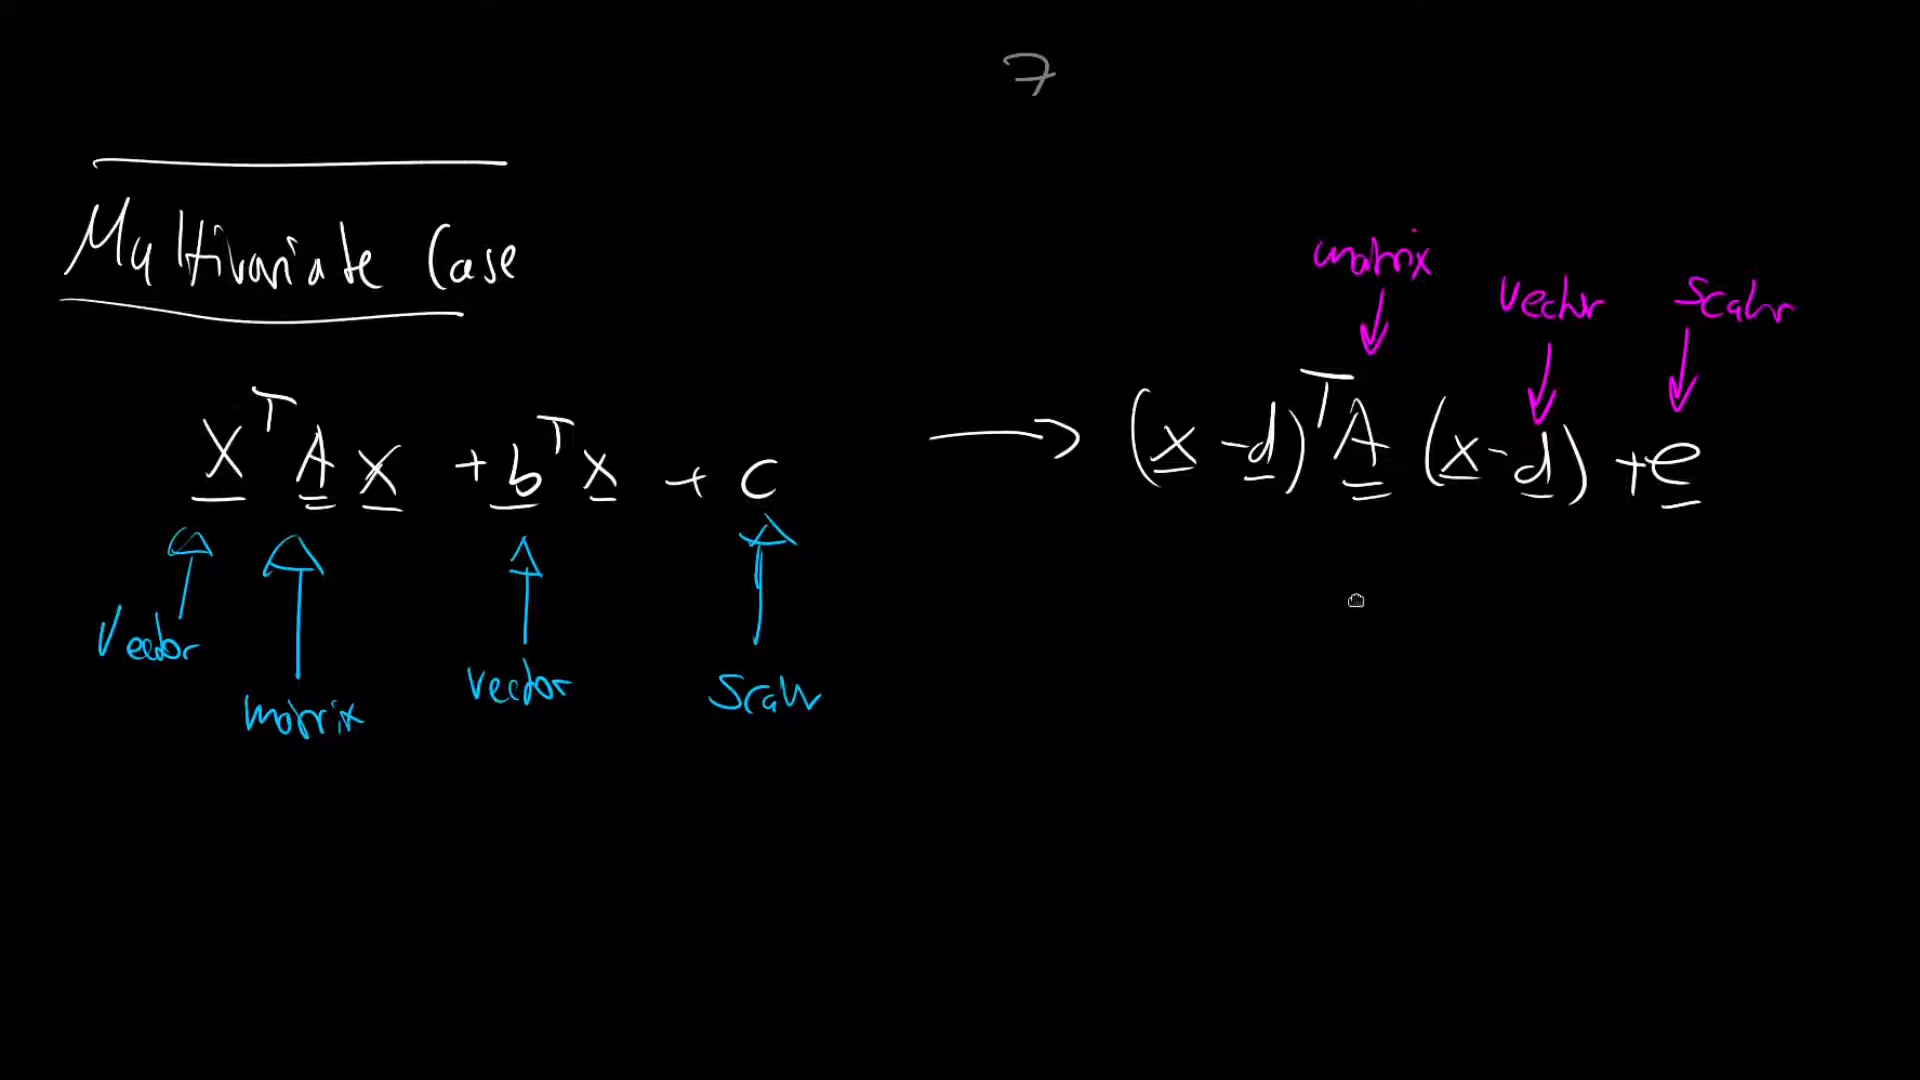 7
Multivariate Case
matrix
vector
scalar
x^T A x + b^T x + c → (x - d)^T A (x - d) + e
vector
matrix
vector
scalar